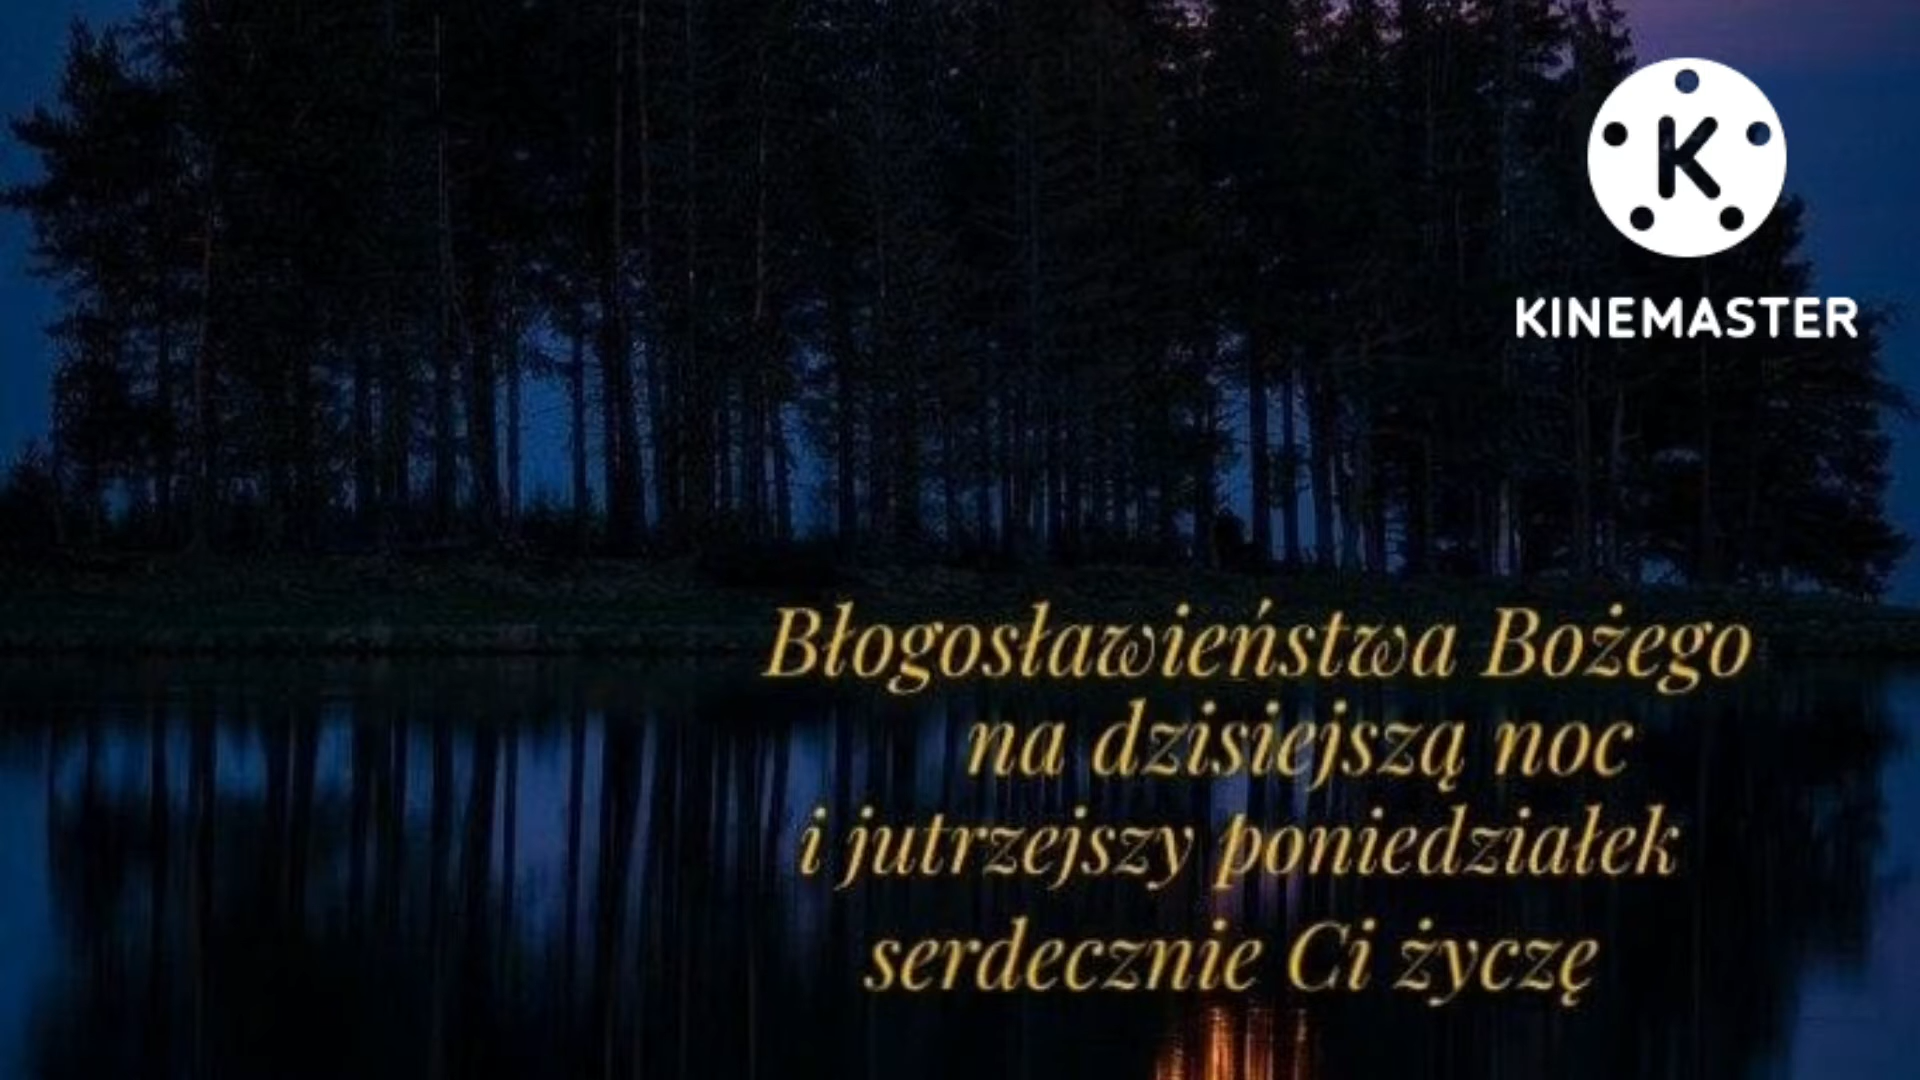 K
KINEMASTER
Błogosławieństwa Bożego
na dzisiejszą noc
i jutrzejszy poniedziałek
serdecznie Ci życzę